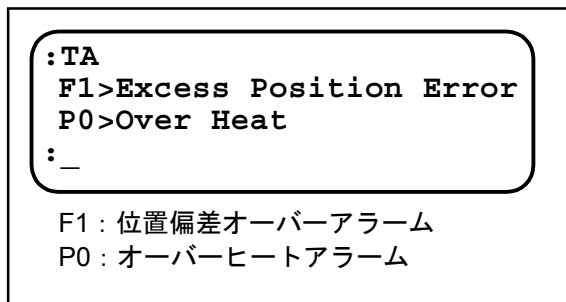 :TA
F1>Excess Position Error
P0>Over Heat
:_
F1：位置偏差オーバーアラーム
P0：オーバーヒートアラーム